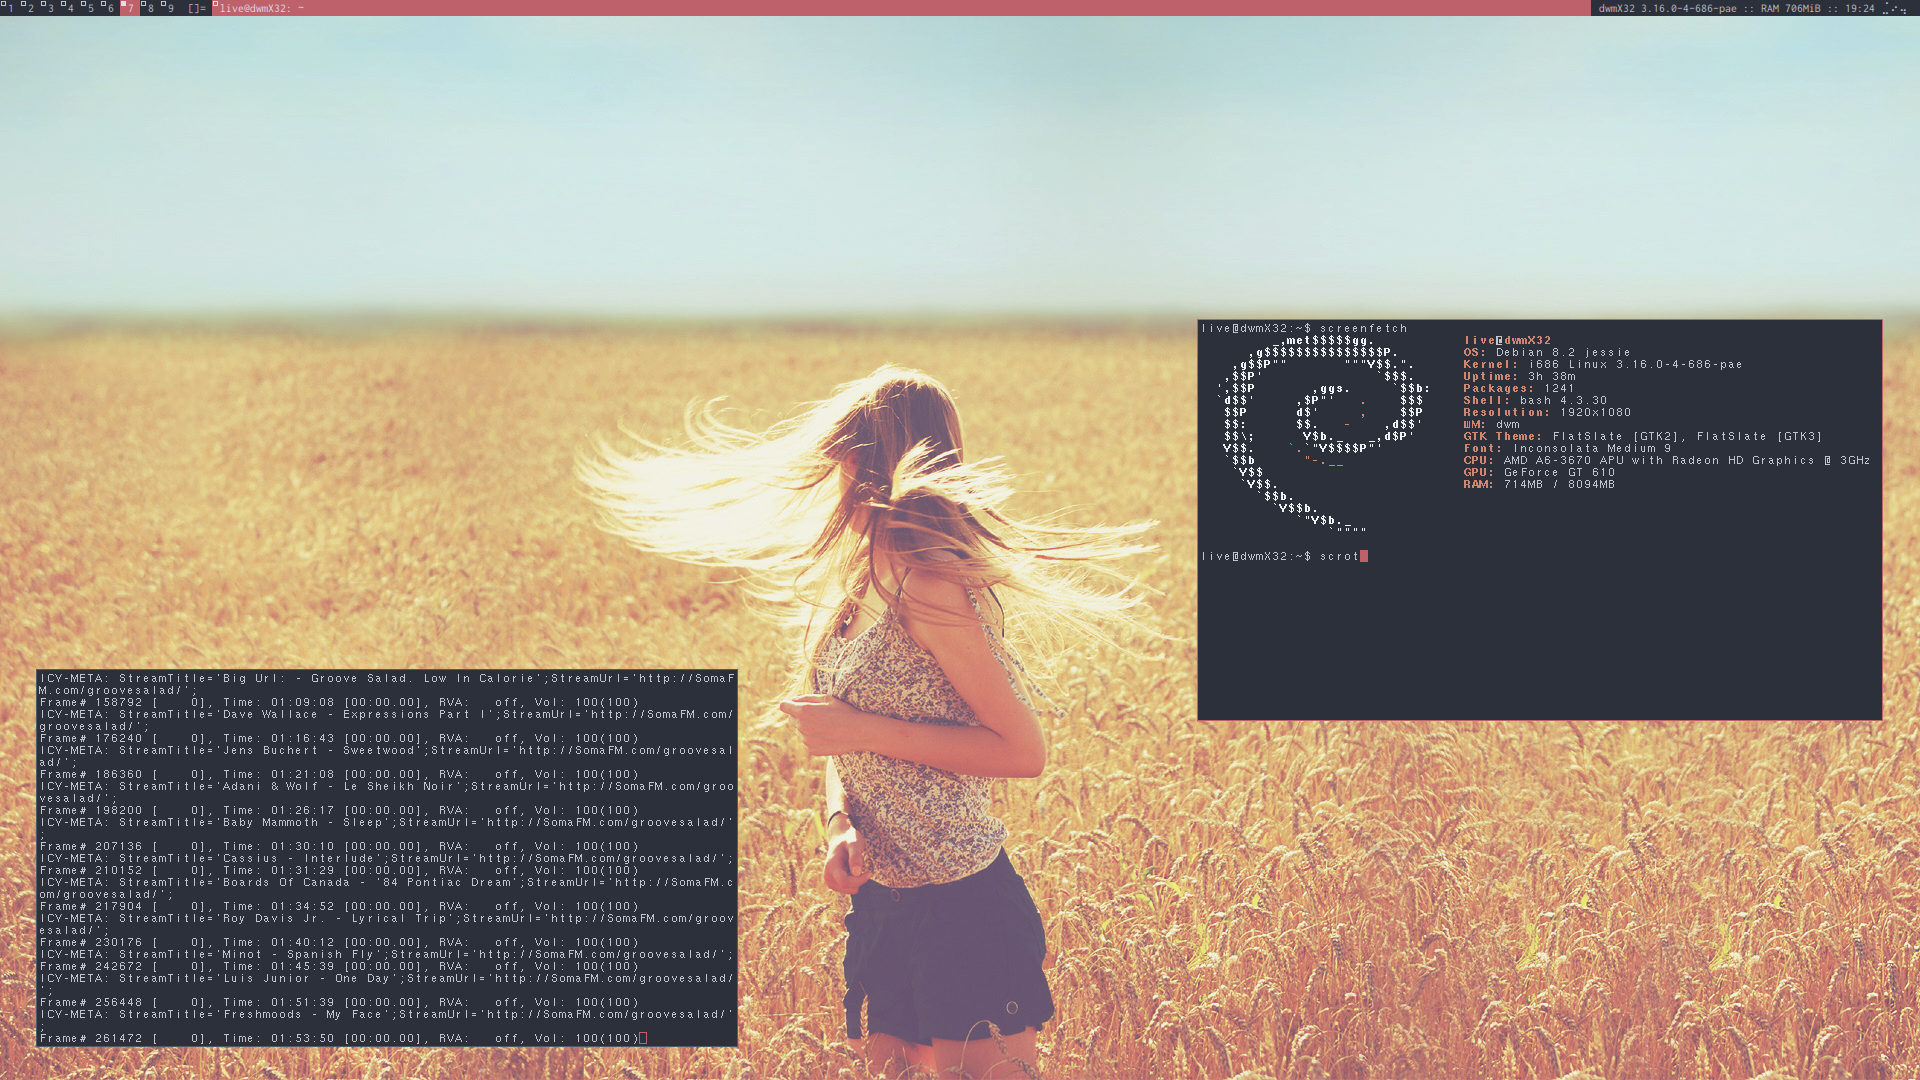 1 2 3 4 5 6 7 8 9 []= live@dwmX32: ~ dwmX32 3.16.0-4-686-pae :: RAM 706MiB :: 19:24
live@dwmX32:~$ screenfetch
_,met$$$$$gg.
,g$$$$$$$$$$$$$$$P.
,g$$P"" """Y$$.".
,$$P' `$$$.
',$$P ,ggs. `$$b:
`d$$' ,$P"' . $$$
$$P d$' , $$P
$$: $$. - ,d$$'
$$\; Y$b._ _,d$P'
Y$$. `.`"Y$$$$P"'
`$$b "-.__
`Y$$
`Y$$.
`$$b.
`Y$$b.
`"Y$b._
`""""
live@dwmX32
OS: Debian 8.2 jessie
Kernel: i686 Linux 3.16.0-4-686-pae
Uptime: 3h 38m
Packages: 1241
Shell: bash 4.3.30
Resolution: 1920x1080
WM: dwm
GTK Theme: FlatSlate [GTK2], FlatSlate [GTK3]
Font: Inconsolata Medium 9
CPU: AMD A6-3670 APU with Radeon HD Graphics @ 3GHz
GPU: GeForce GT 610
RAM: 714MB / 8094MB
live@dwmX32:~$ scrot
ICY-META: StreamTitle='Big Url: - Groove Salad. Low In Calorie';StreamUrl='http://SomaF
M.com/groovesalad/';
Frame# 158792 [    0], Time: 01:09:08 [00:00.00], RVA:   off, Vol: 100(100)
ICY-META: StreamTitle='Dave Wallace - Expressions Part I';StreamUrl='http://SomaFM.com/
groovesalad/';
Frame# 176240 [    0], Time: 01:16:43 [00:00.00], RVA:   off, Vol: 100(100)
ICY-META: StreamTitle='Jens Buchert - Sweetwood';StreamUrl='http://SomaFM.com/groovesal
ad/';
Frame# 186360 [    0], Time: 01:21:08 [00:00.00], RVA:   off, Vol: 100(100)
ICY-META: StreamTitle='Adani & Wolf - Le Sheikh Noir';StreamUrl='http://SomaFM.com/groo
vesalad/';
Frame# 198200 [    0], Time: 01:26:17 [00:00.00], RVA:   off, Vol: 100(100)
ICY-META: StreamTitle='Baby Mammoth - Sleep';StreamUrl='http://SomaFM.com/groovesalad/'
;
Frame# 207136 [    0], Time: 01:30:10 [00:00.00], RVA:   off, Vol: 100(100)
ICY-META: StreamTitle='Cassius - Interlude';StreamUrl='http://SomaFM.com/groovesalad/';
Frame# 210152 [    0], Time: 01:31:29 [00:00.00], RVA:   off, Vol: 100(100)
ICY-META: StreamTitle='Boards Of Canada - '84 Pontiac Dream';StreamUrl='http://SomaFM.c
om/groovesalad/';
Frame# 217904 [    0], Time: 01:34:52 [00:00.00], RVA:   off, Vol: 100(100)
ICY-META: StreamTitle='Roy Davis Jr. - Lyrical Trip';StreamUrl='http://SomaFM.com/groov
esalad/';
Frame# 230176 [    0], Time: 01:40:12 [00:00.00], RVA:   off, Vol: 100(100)
ICY-META: StreamTitle='Minot - Spanish Fly';StreamUrl='http://SomaFM.com/groovesalad/';
Frame# 242672 [    0], Time: 01:45:39 [00:00.00], RVA:   off, Vol: 100(100)
ICY-META: StreamTitle='Luis Junior - One Day';StreamUrl='http://SomaFM.com/groovesalad/
';
Frame# 256448 [    0], Time: 01:51:39 [00:00.00], RVA:   off, Vol: 100(100)
ICY-META: StreamTitle='Freshmoods - My Face';StreamUrl='http://SomaFM.com/groovesalad/'
;
Frame# 261472 [    0], Time: 01:53:50 [00:00.00], RVA:   off, Vol: 100(100)